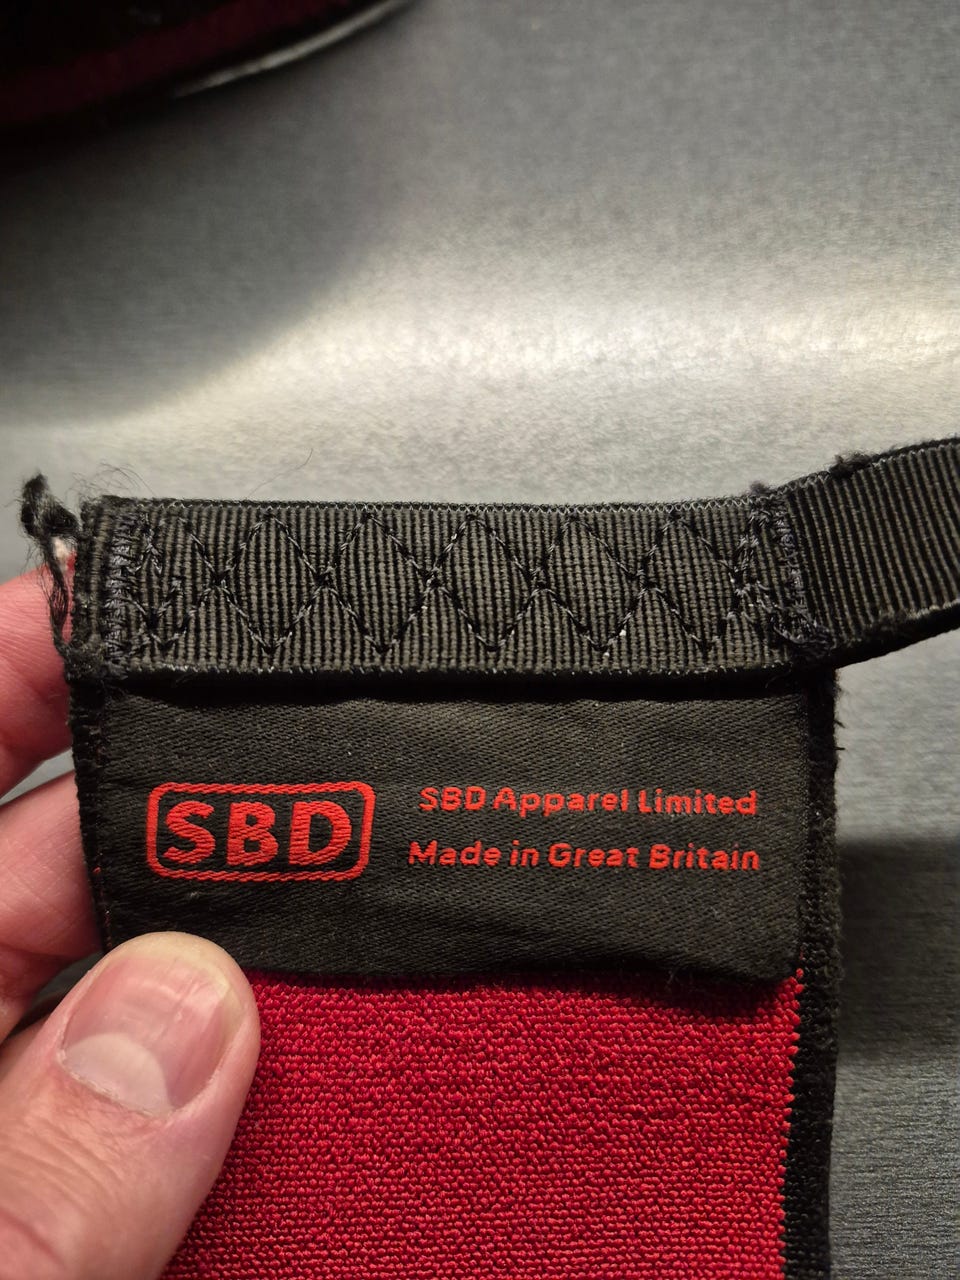 SBD
SBD Apparel Limited
Made in Great Britain